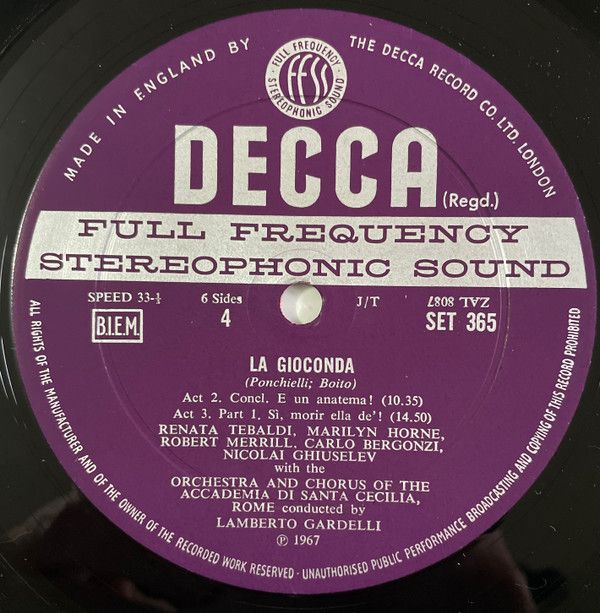 MADE IN ENGLAND BY THE DECCA RECORD CO. LTD. LONDON
FULL FREQUENCY
FFSS
STEREOPHONIC SOUND
DECCA (Regd.)
FULL FREQUENCY
STEREOPHONIC SOUND
SPEED 33-⅓ 6 Sides J/T ZAL 8087
B.I.E.M. 4 SET 365
LA GIOCONDA
(Ponchielli; Boito)
Act 2. Concl. E un anatema! (10.35)
Act 3. Part 1. Sì, morir ella de'! (14.50)
RENATA TEBALDI, MARILYN HORNE,
ROBERT MERRILL, CARLO BERGONZI,
NICOLAI GHIUSELEV
with the
ORCHESTRA AND CHORUS OF THE
ACCADEMIA DI SANTA CECILIA,
ROME conducted by
LAMBERTO GARDELLI
℗ 1967
ALL RIGHTS OF THE MANUFACTURER AND OF THE OWNER OF THE RECORDED WORK RESERVED · UNAUTHORISED PUBLIC PERFORMANCE BROADCASTING AND COPYING OF THIS RECORD PROHIBITED